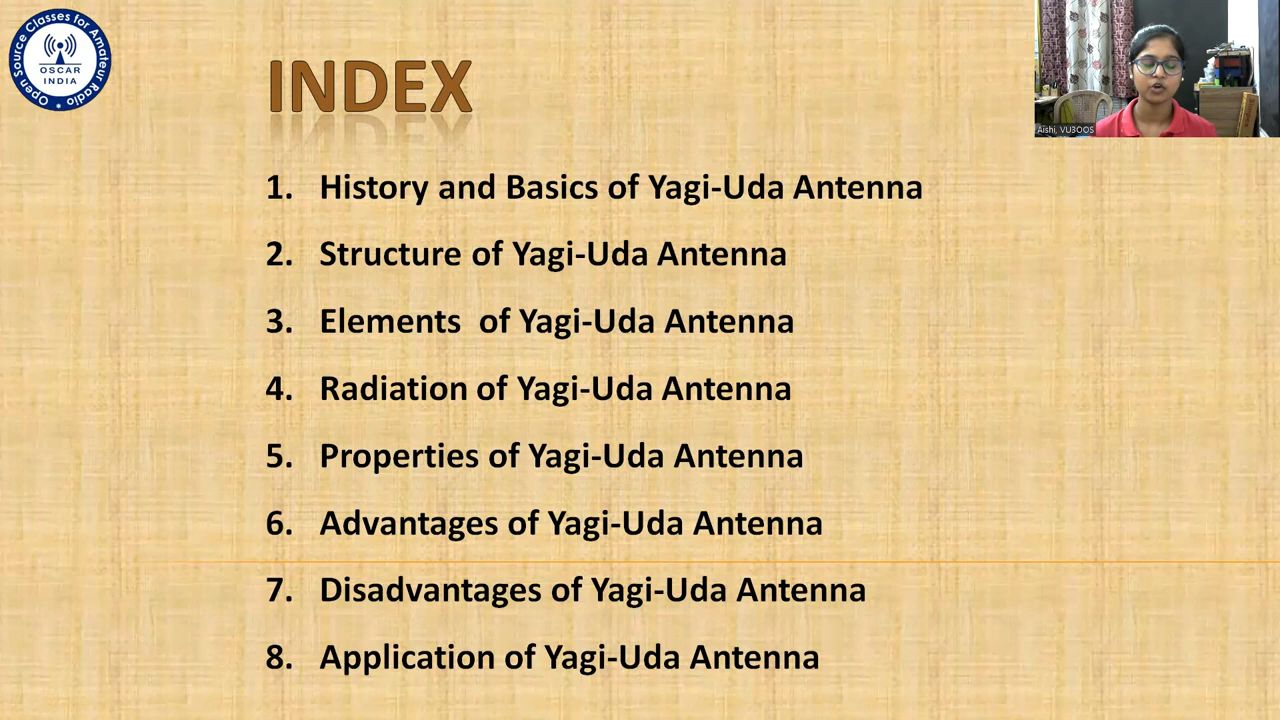 Open Source Classes for Amateur Radio *
OSCAR
INDIA
INDEX
Aishi, VU3OOS
1. History and Basics of Yagi-Uda Antenna
2. Structure of Yagi-Uda Antenna
3. Elements  of Yagi-Uda Antenna
4. Radiation of Yagi-Uda Antenna
5. Properties of Yagi-Uda Antenna
6. Advantages of Yagi-Uda Antenna
7. Disadvantages of Yagi-Uda Antenna
8. Application of Yagi-Uda Antenna